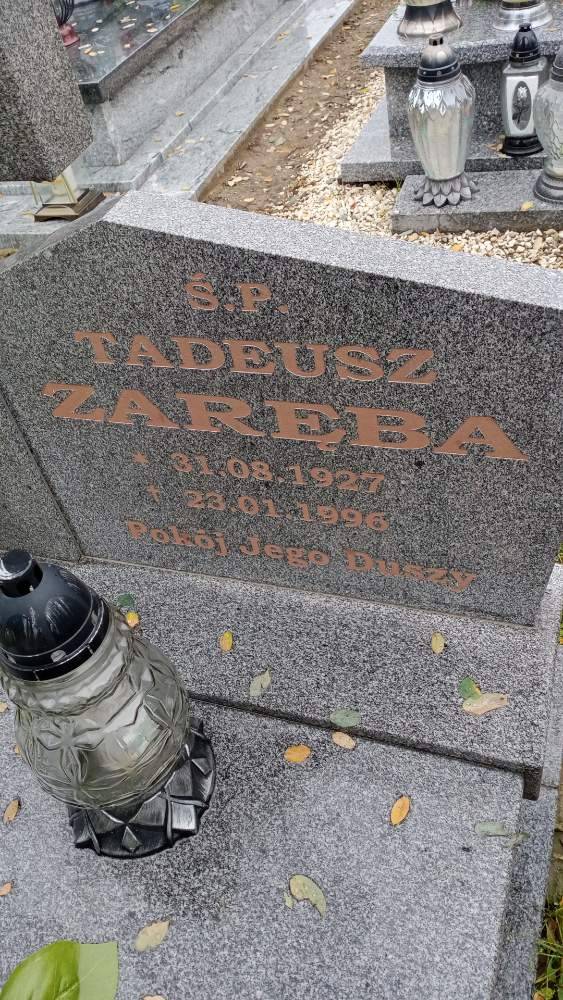 Ś.P.
TADEUSZ
ZARĘBA
* 31.08.1927
† 23.01.1996
Pokój Jego Duszy